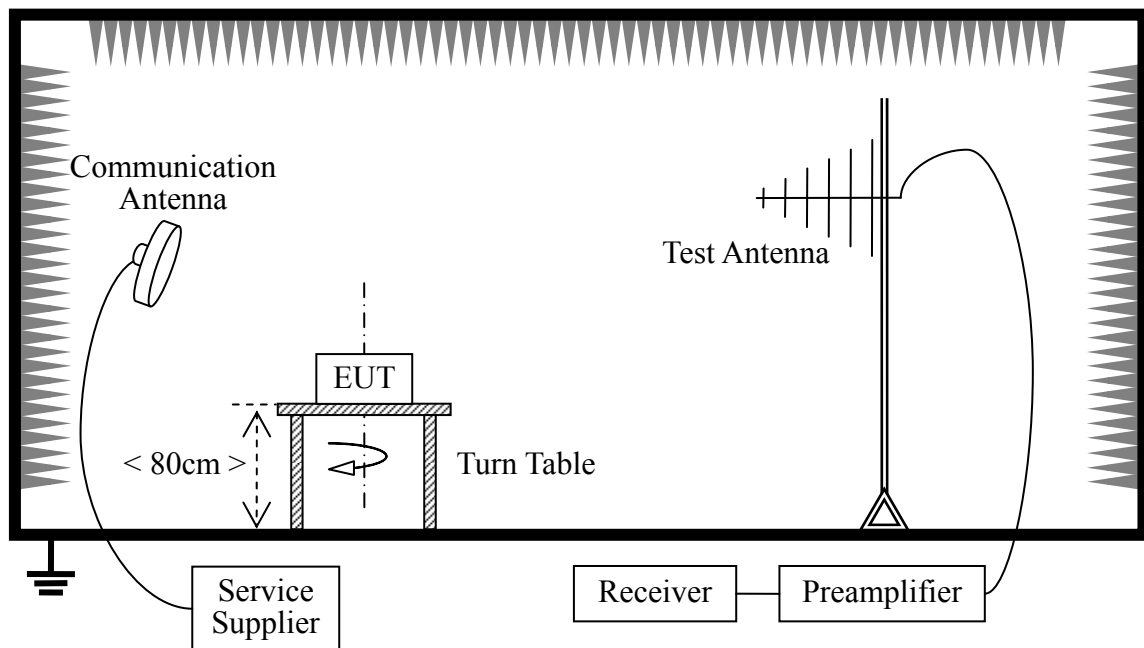 Communication
Antenna
Test Antenna
EUT
< 80cm >
Turn Table
Service
Supplier
Receiver
Preamplifier